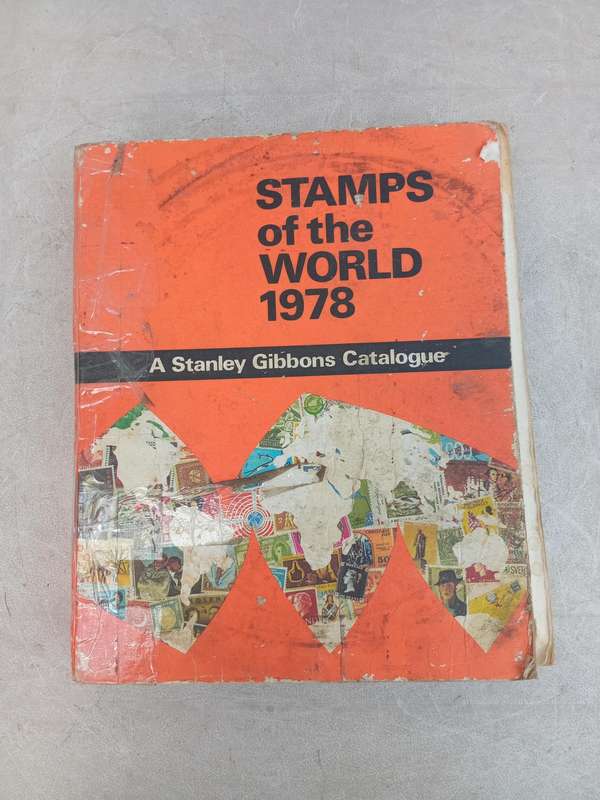 STAMPS
of the
WORLD
1978
A Stanley Gibbons Catalogue